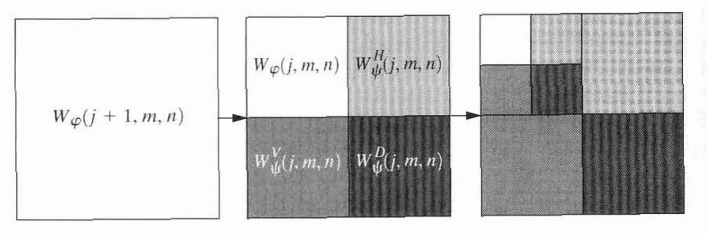 W_φ(j + 1, m, n)
W_φ(j, m, n)
W_ψ^H(j, m, n)
W_ψ^V(j, m, n)
W_ψ^D(j, m, n)